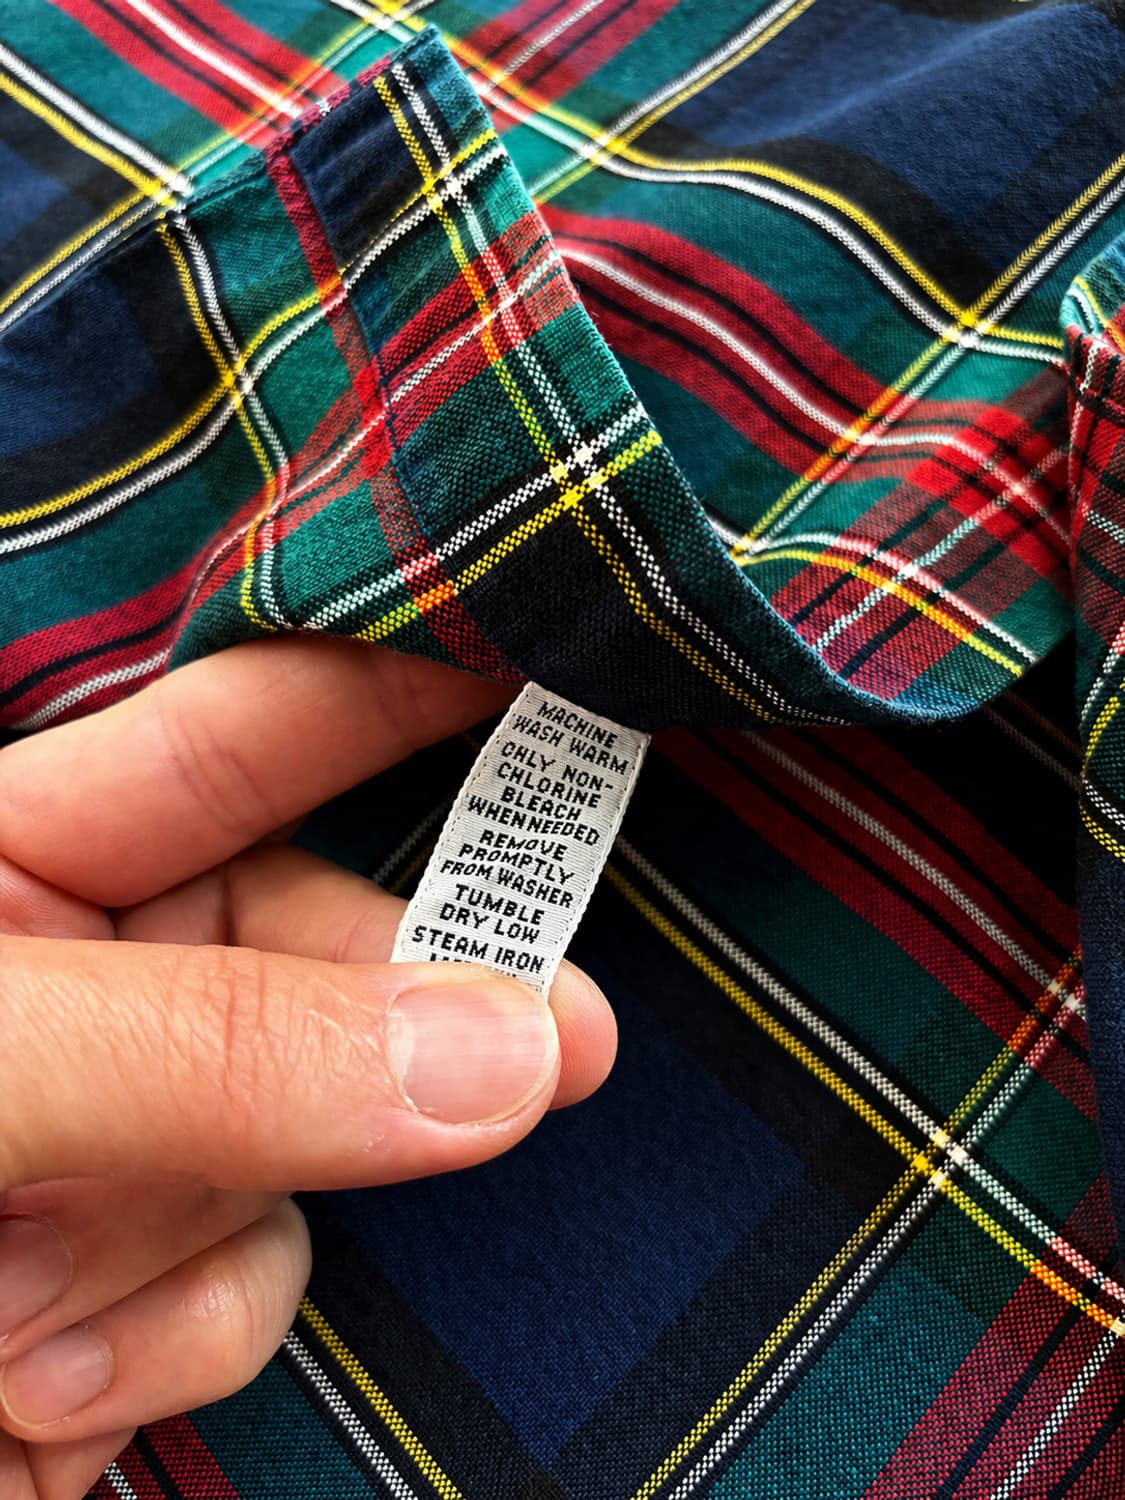 MACHINE
WASH WARM
ONLY NON-
CHLORINE
BLEACH
WHEN NEEDED
REMOVE
PROMPTLY
FROM WASHER
TUMBLE
DRY LOW
STEAM IRON